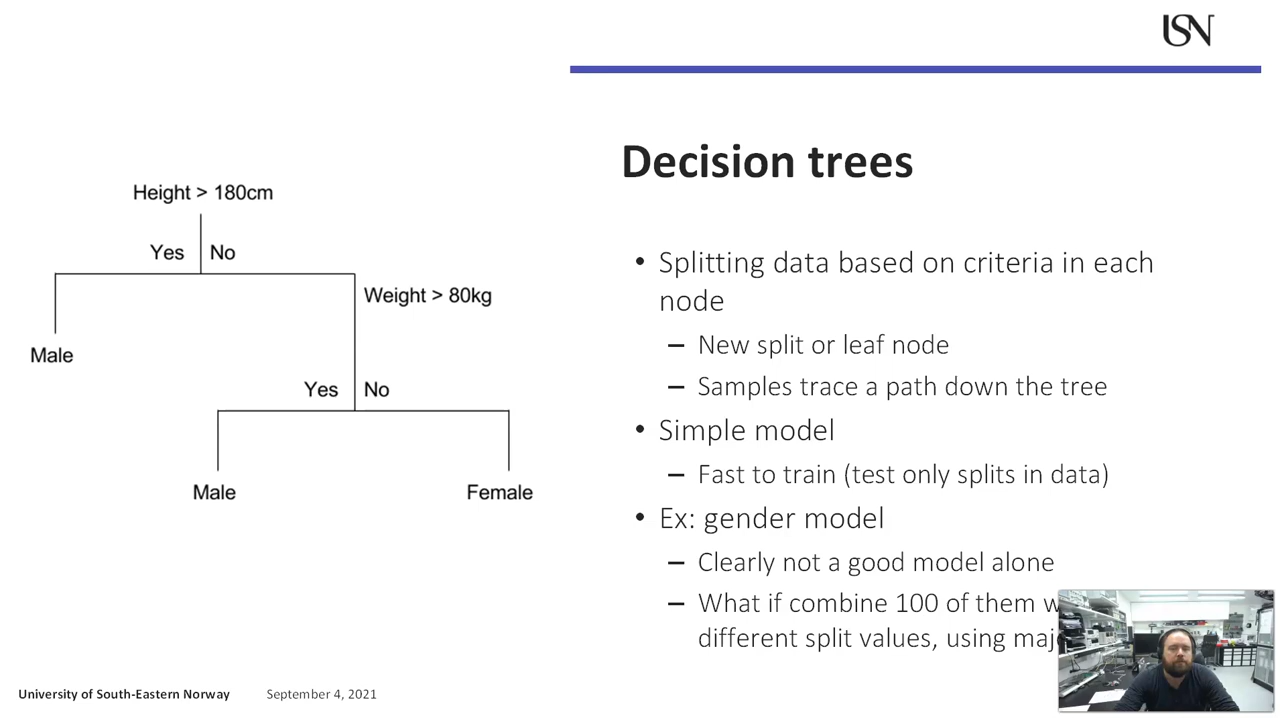 USN
Decision trees
Height > 180cm
Yes No
Weight > 80kg
Male
Yes No
Male Female
• Splitting data based on criteria in each
node
– New split or leaf node
– Samples trace a path down the tree
• Simple model
– Fast to train (test only splits in data)
• Ex: gender model
– Clearly not a good model alone
– What if combine 100 of them
different split values, using
University of South-Eastern Norway September 4, 2021